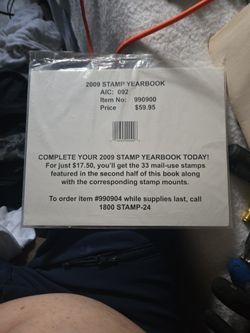 2009 STAMP YEARBOOK
AIC: 092
Item No: 990900
Price $59.95
COMPLETE YOUR 2009 STAMP YEARBOOK TODAY!
For just $17.50, you'll get the 33 mail-use stamps
featured in the second half of this book along
with the corresponding stamp mounts.
To order item #990904 while supplies last, call
1800 STAMP-24